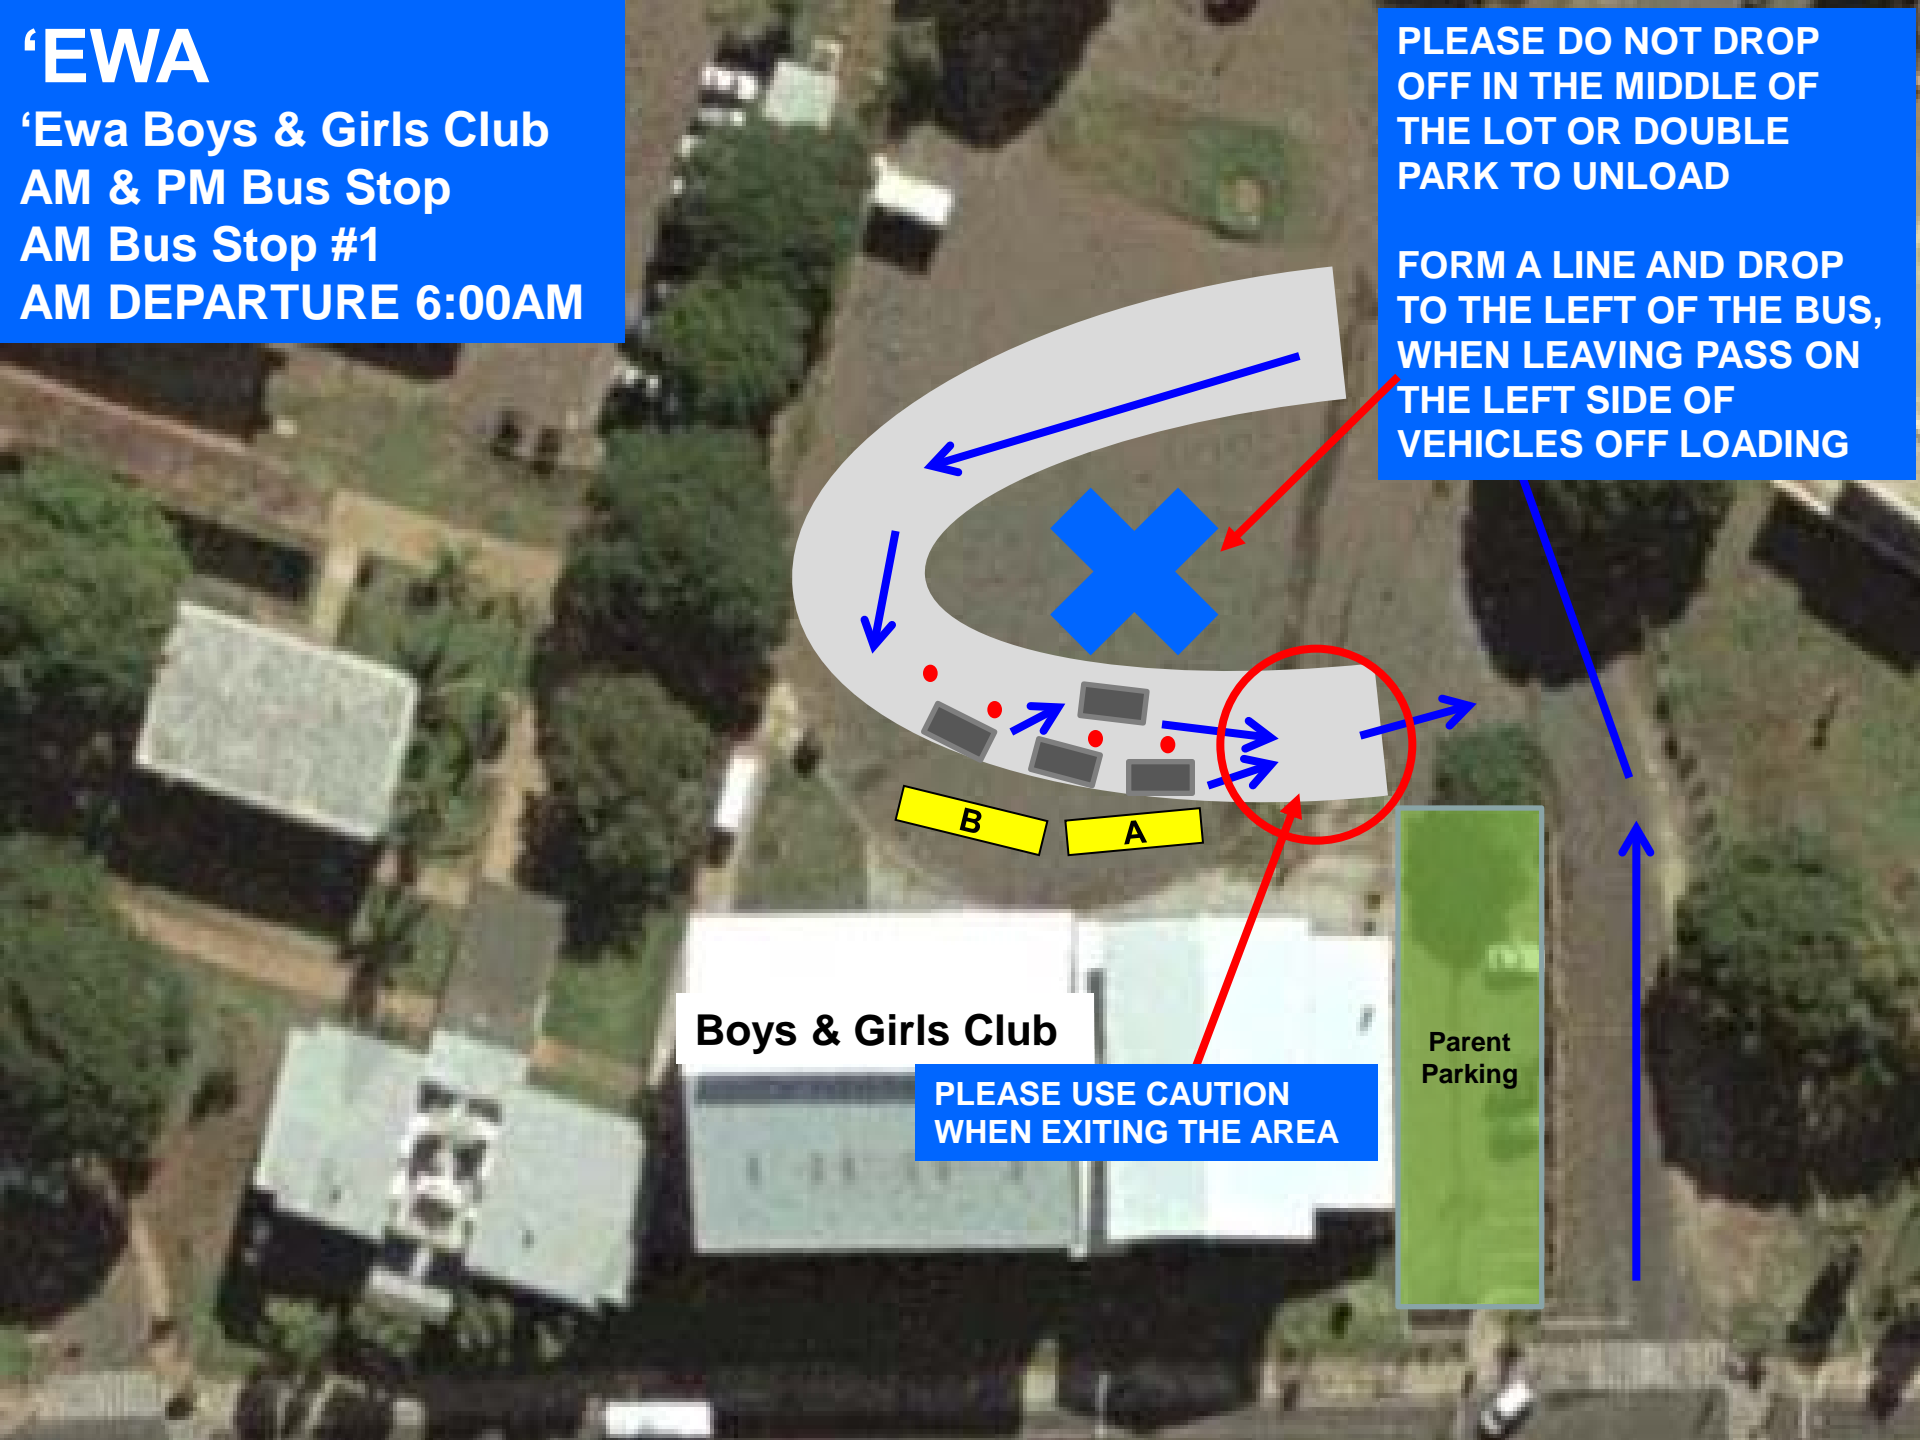 ‘EWA
‘Ewa Boys & Girls Club
AM & PM Bus Stop
AM Bus Stop #1
AM DEPARTURE 6:00AM
PLEASE DO NOT DROP
OFF IN THE MIDDLE OF
THE LOT OR DOUBLE
PARK TO UNLOAD
FORM A LINE AND DROP
TO THE LEFT OF THE BUS,
WHEN LEAVING PASS ON
THE LEFT SIDE OF
VEHICLES OFF LOADING
B
A
Boys & Girls Club
PLEASE USE CAUTION
WHEN EXITING THE AREA
Parent
Parking